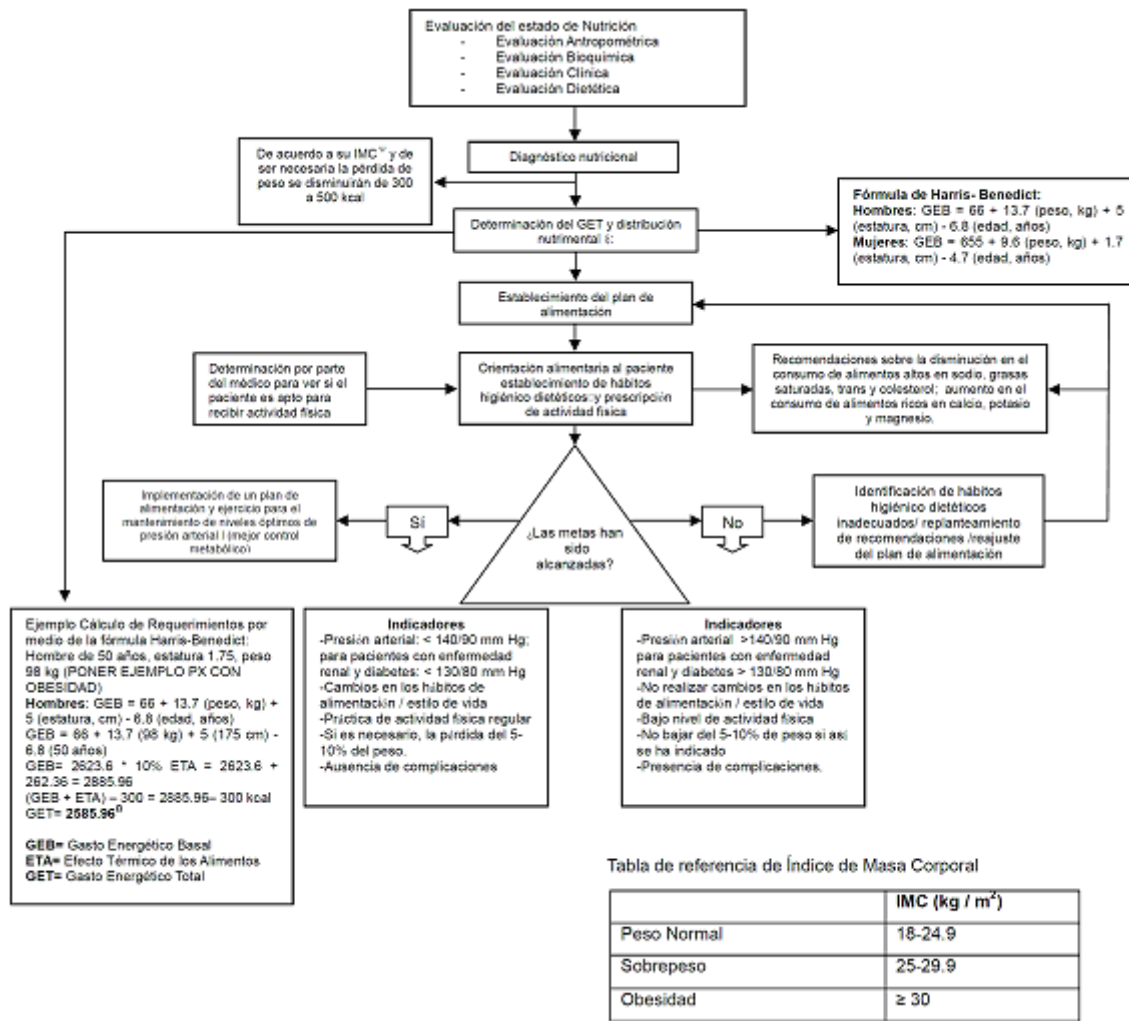 Evaluación del estado de Nutrición
- Evaluación Antropométrica
- Evaluación Bioquimica
- Evaluación Clínica
- Evaluación Dietética
Diagnóstico nutricional
De acuerdo a su IMC y de
ser necesaria la pérdida de
peso se disminuirán de 300
a 500 kcal
Determinación del GET y distribución
nutrimental
Fórmula de Harris- Benedict:
Hombres: GEB = 66 + 13.7 (peso, kg) + 5
(estatura, cm) - 6.8 (edad, años)
Mujeres: GEB = 655 + 9.6 (peso, kg) + 1.7
(estatura, cm) - 4.7 (edad, años)
Establecimiento del plan de
alimentación
Determinación por parte
del médico para ver si el
paciente es apto para
recibir actividad física
Orientación alimentaria al paciente
establecimiento de hábitos
higiénico dietéticos y prescripción
de actividad física
Recomendaciones sobre la disminución en el
consumo de alimentos altos en sodio, grasas
saturadas, trans y colesterol; aumento en el
consumo de alimentos ricos en calcio, potasio
y magnesio.
Implementación de un plan de
alimentación y ejercicio para el
mantenimiento de niveles óptimos de
presión arterial (mejor control
metabólico)
Sí
¿Las metas han
sido
alcanzadas?
No
Identificación de hábitos
higiénico dietéticos
inadecuados/ replanteamiento
de recomendaciones /reajuste
del plan de alimentación
Ejemplo Cálculo de Requerimientos por
medio de la fórmula Harris-Benedict:
Hombre de 50 años, estatura 1.75, peso
98 kg (PONER EJEMPLO PX CON
OBESIDAD)
Hombres: GEB = 66 + 13.7 (peso, kg) +
5 (estatura, cm) - 6.8 (edad, años)
GEB = 66 + 13.7 (98 kg) + 5 (175 cm) -
6.8 (50 años)
GEB= 2623.6 * 10% ETA = 2623.6 +
262.36 = 2885.96
(GEB + ETA) – 300 = 2885.96– 300 kcal
GET= 2585.96
GEB= Gasto Energético Basal
ETA= Efecto Térmico de los Alimentos
GET= Gasto Energético Total
Indicadores
-Presión arterial: < 140/90 mm Hg;
para pacientes con enfermedad
renal y diabetes: < 130/80 mm Hg
-Cambios en los hábitos de
alimentación / estilo de vida
-Práctica de actividad física regular
-Si es necesario, la pérdida del 5-
10% del peso.
-Ausencia de complicaciones
Indicadores
-Presión arterial >140/90 mm Hg
para pacientes con enfermedad
renal y diabetes > 130/80 mm Hg
-No realizar cambios en los hábitos
de alimentación / estilo de vida
-Bajo nivel de actividad física
-No bajar del 5-10% de peso si así
se ha indicado
-Presencia de complicaciones.
Tabla de referencia de Índice de Masa Corporal
IMC (kg / m²)
Peso Normal 18-24.9
Sobrepeso 25-29.9
Obesidad ≥ 30